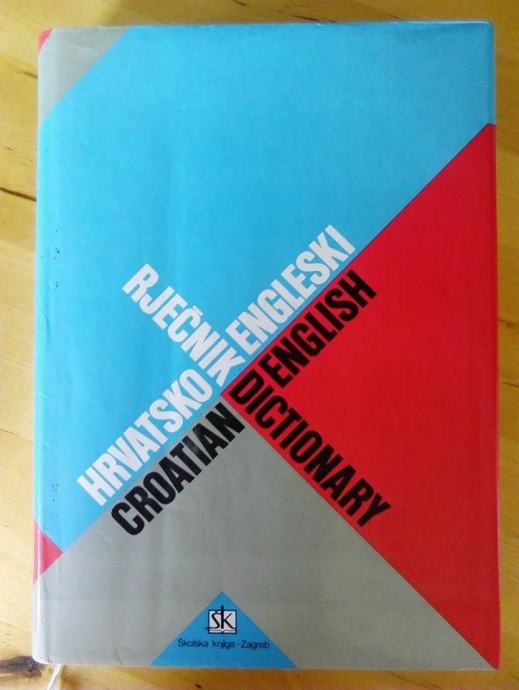 HRVATSKO ENGLESKI
RJEČNIK
CROATIAN ENGLISH
DICTIONARY
ŠK
Školska knjiga - Zagreb